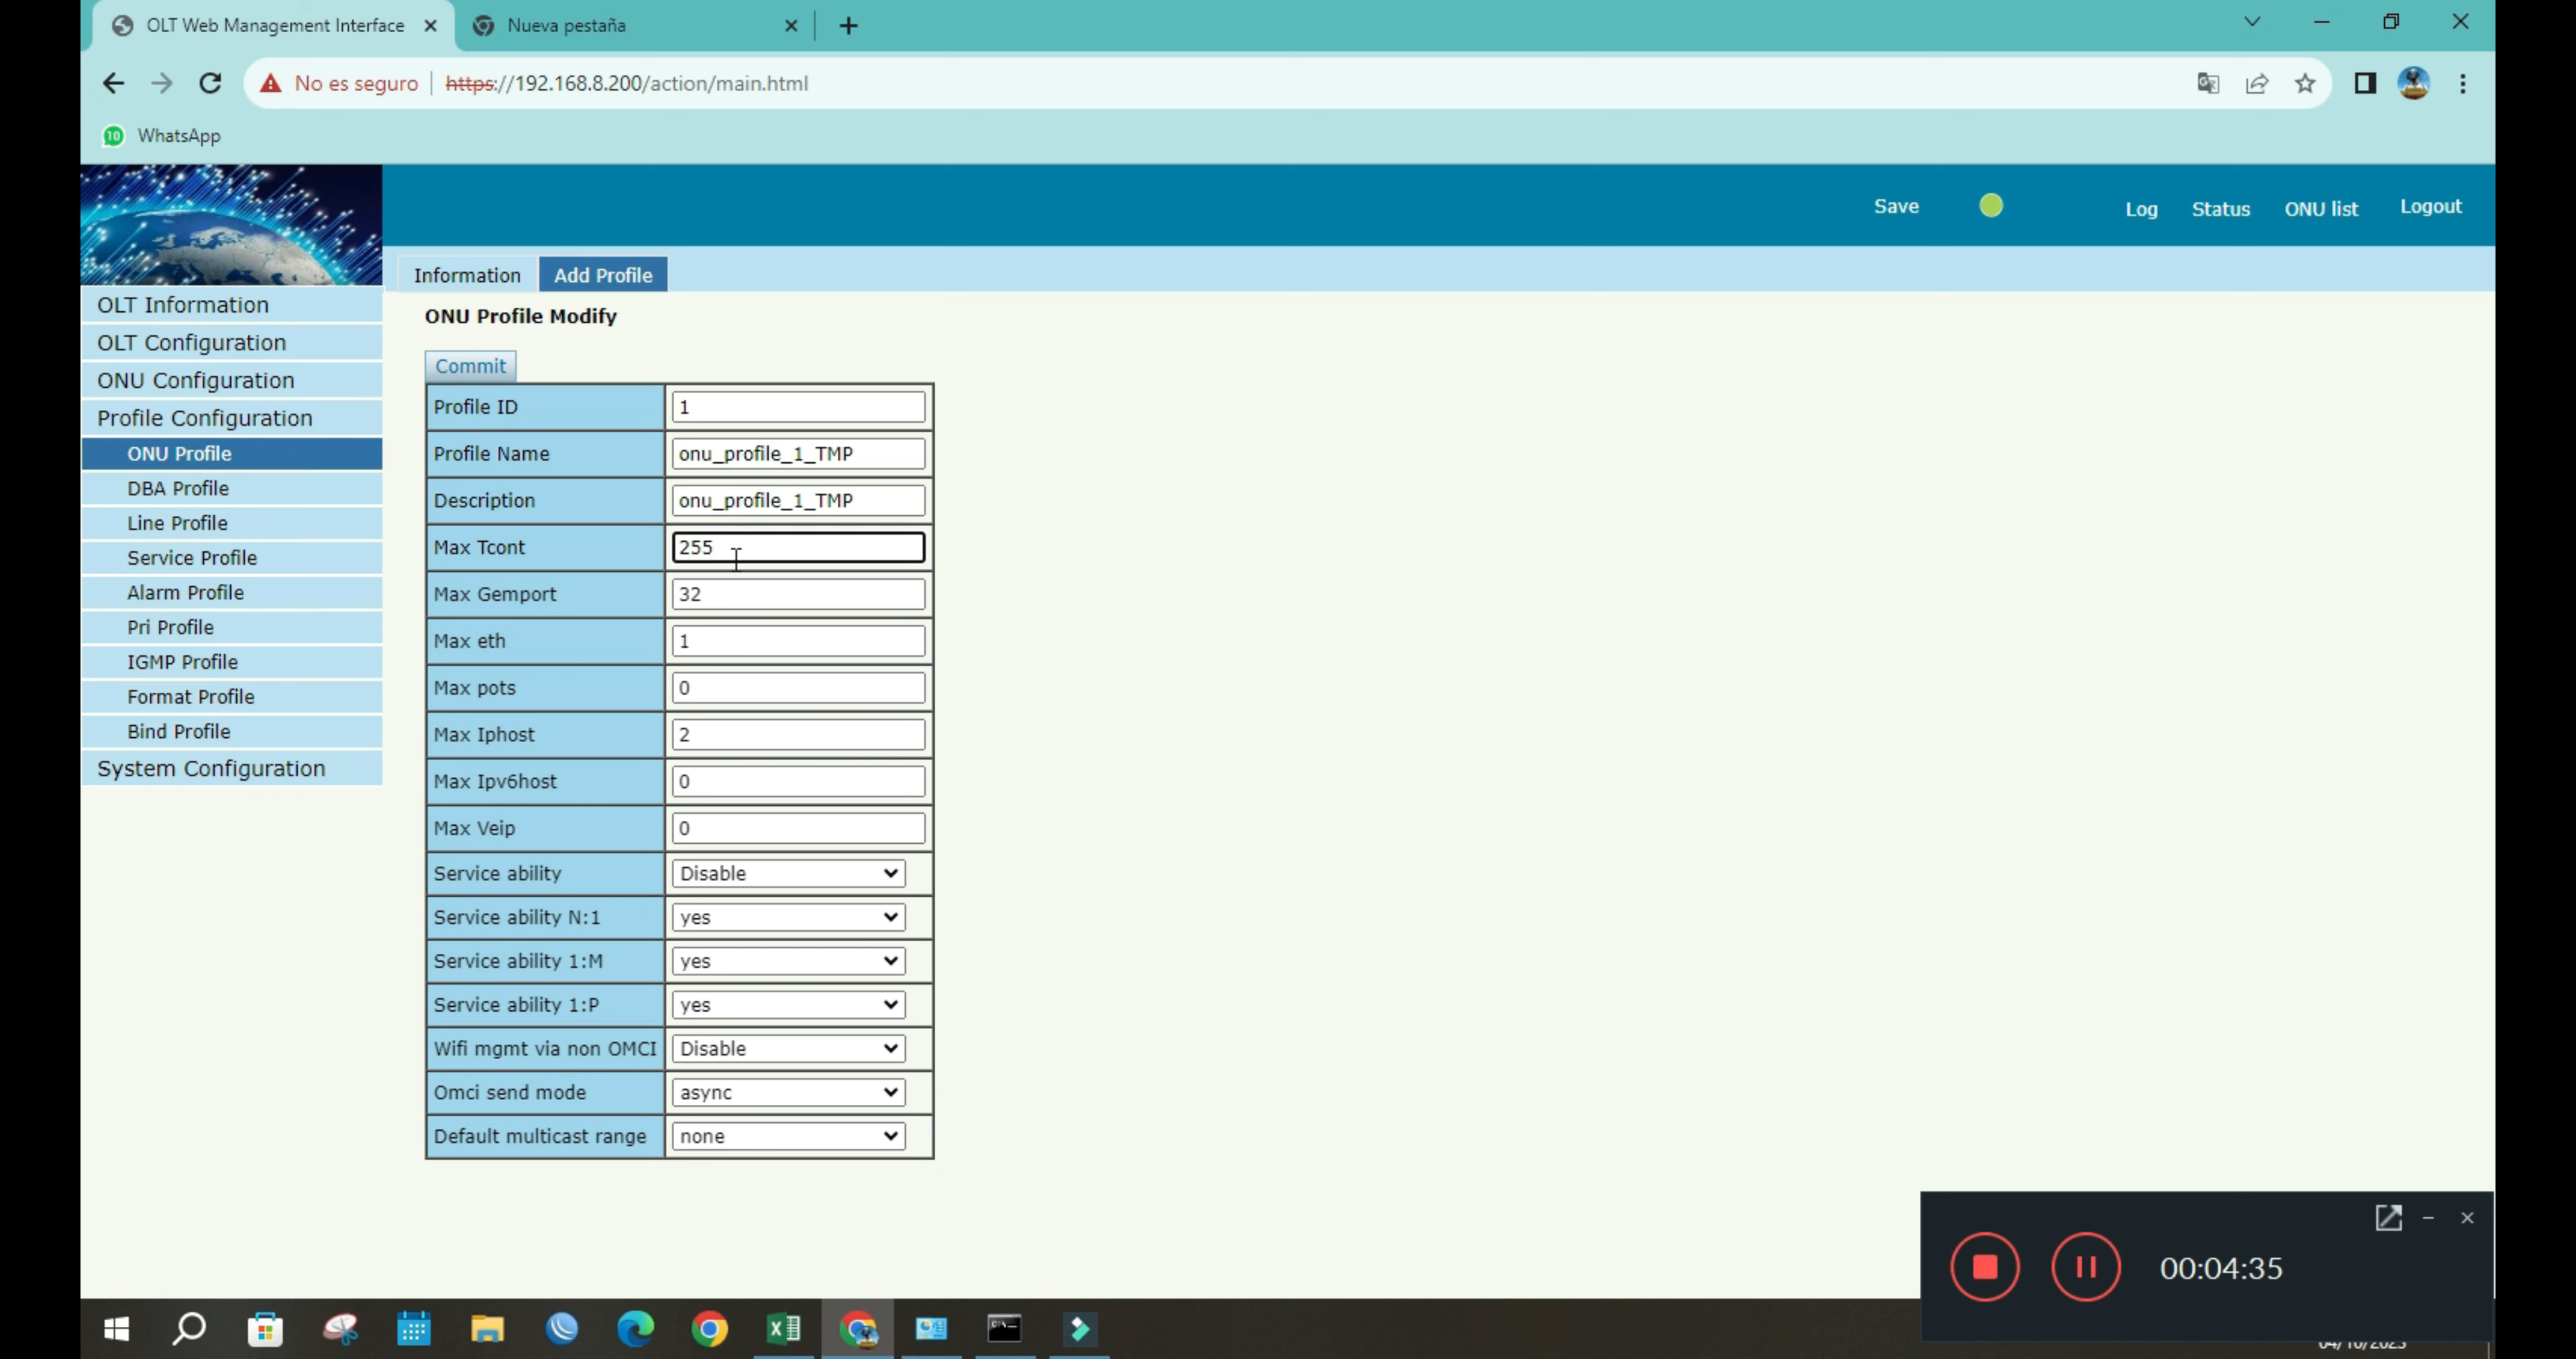 OLT Web Management Interface
Nueva pestaña
No es seguro
https://192.168.8.200/action/main.html
10 WhatsApp
Save
Log
Status
ONU list
Logout
Information
Add Profile
OLT Information
OLT Configuration
ONU Configuration
Profile Configuration
ONU Profile
DBA Profile
Line Profile
Service Profile
Alarm Profile
Pri Profile
IGMP Profile
Format Profile
Bind Profile
System Configuration
ONU Profile Modify
Commit
Profile ID 1
Profile Name onu_profile_1_TMP
Description onu_profile_1_TMP
Max Tcont 255
Max Gemport 32
Max eth 1
Max pots 0
Max Iphost 2
Max Ipv6host 0
Max Veip 0
Service ability Disable
Service ability N:1 yes
Service ability 1:M yes
Service ability 1:P yes
Wifi mgmt via non OMCI Disable
Omci send mode async
Default multicast range none
00:04:35